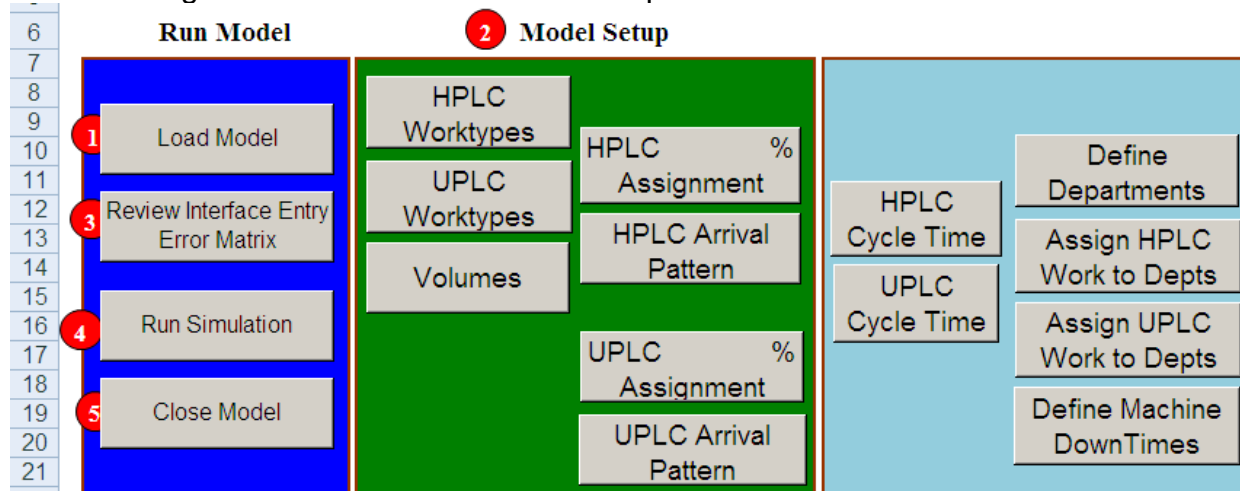 6
7
8
9
10
11
12
13
14
15
16
17
18
19
20
21
Run Model
2 Model Setup
1
Load Model
3
Review Interface Entry
Error Matrix
4
Run Simulation
5
Close Model
HPLC
Worktypes
UPLC
Worktypes
Volumes
HPLC %
Assignment
HPLC Arrival
Pattern
UPLC %
Assignment
UPLC Arrival
Pattern
HPLC
Cycle Time
UPLC
Cycle Time
Define
Departments
Assign HPLC
Work to Depts
Assign UPLC
Work to Depts
Define Machine
DownTimes